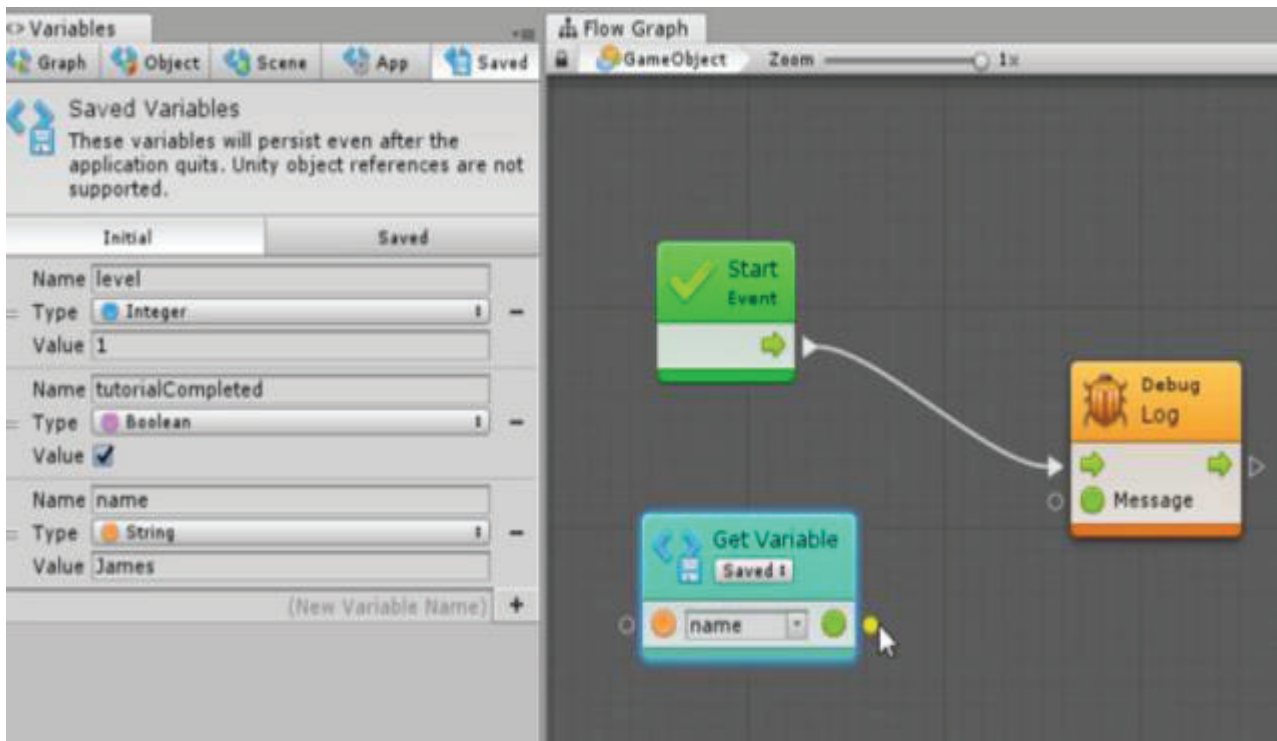 Variables
Graph Object Scene App Saved
Saved Variables
These variables will persist even after the
application quits. Unity object references are not
supported.
Initial Saved
Name level
Type Integer
Value 1
Name tutorialCompleted
Type Boolean
Value
Name name
Type String
Value James
(New Variable Name) +
Flow Graph
GameObject Zoom 1x
Start
Event
Debug
Log
Message
Get Variable
Saved
name